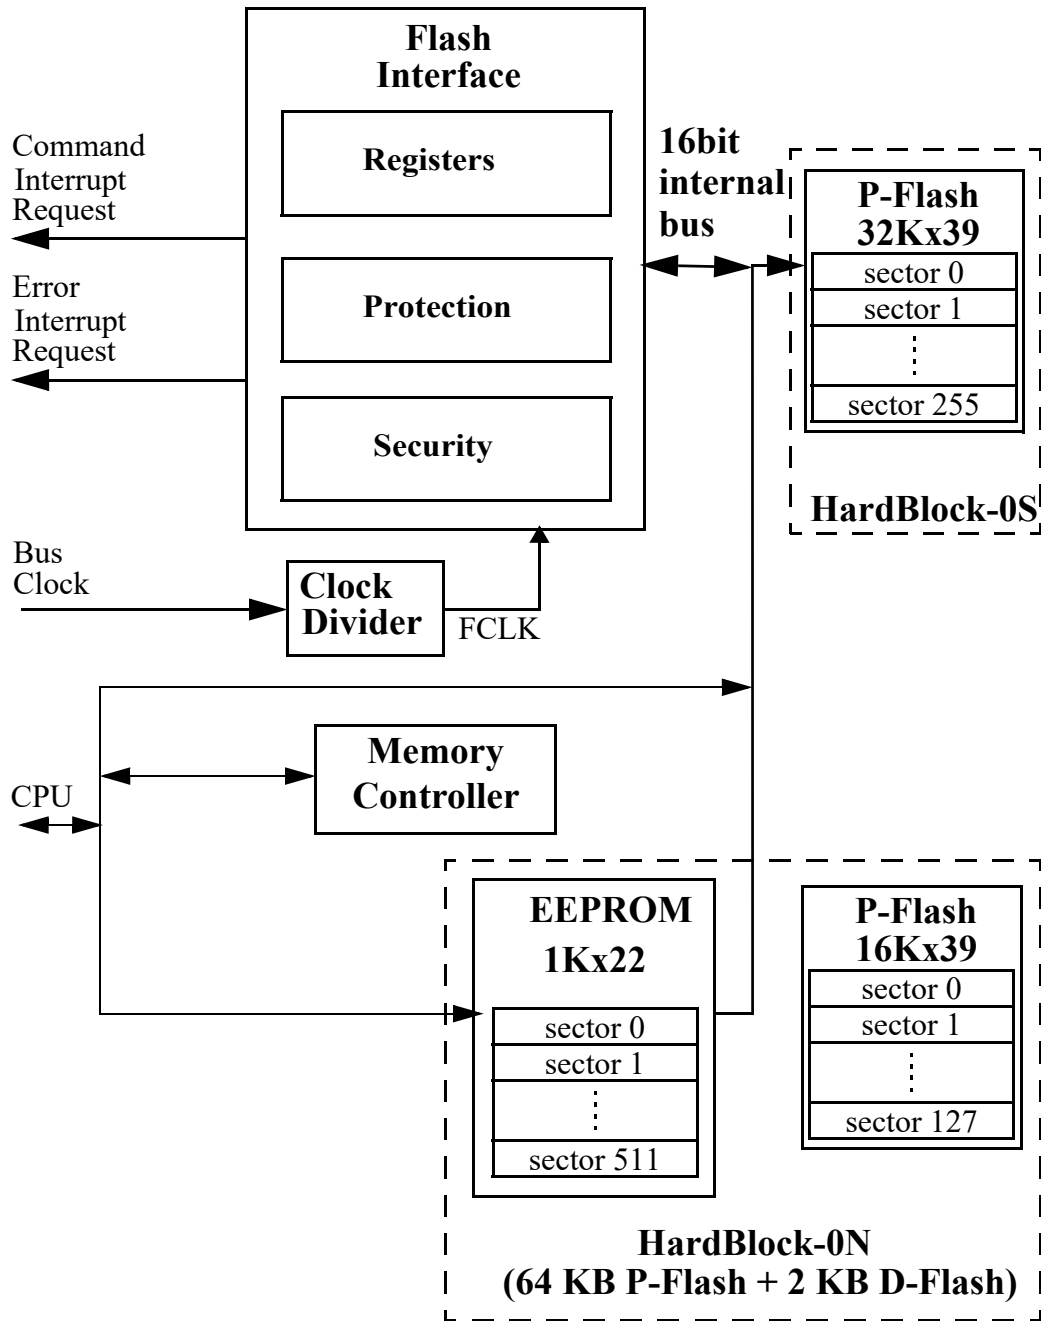 Flash
Interface
Registers
Protection
Security
Command
Interrupt
Request
Error
Interrupt
Request
16bit
internal
bus
P-Flash
32Kx39
sector 0
sector 1
sector 255
HardBlock-0S
Bus
Clock
Clock
Divider
FCLK
Memory
Controller
CPU
EEPROM
1Kx22
sector 0
sector 1
sector 511
P-Flash
16Kx39
sector 0
sector 1
sector 127
HardBlock-0N
(64 KB P-Flash + 2 KB D-Flash)